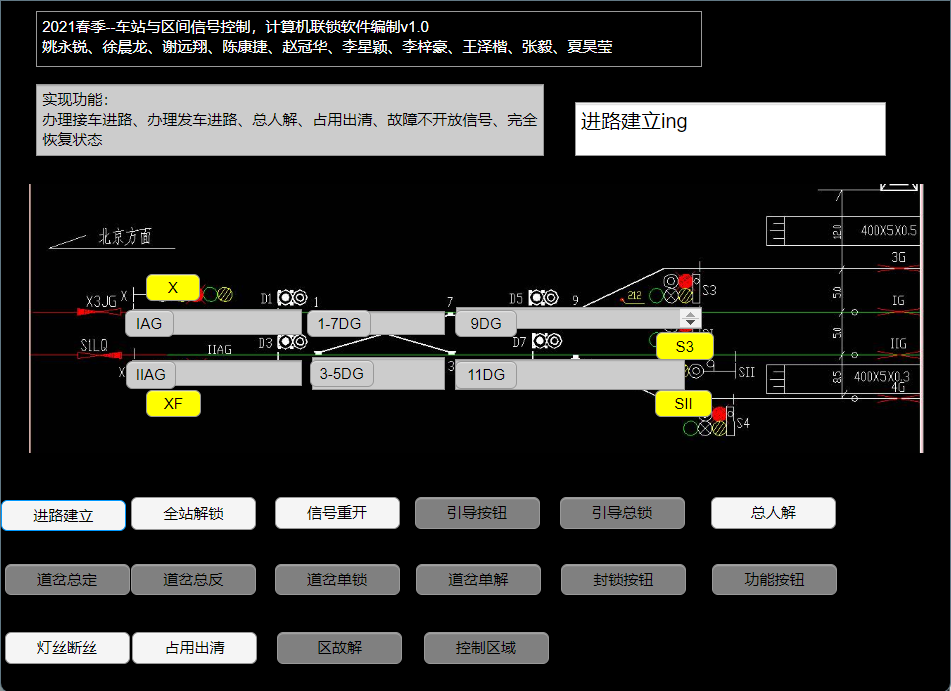 2021春季--车站与区间信号控制，计算机联锁软件编制v1.0
姚永锐、徐晨龙、谢远翔、陈康捷、赵冠华、李星颖、李梓豪、王泽楷、张毅、夏昊莹
实现功能：
办理接车进路、办理发车进路、总人解、占用出清、故障不开放信号、完全
恢复状态
进路建立ing
北京方面
12.0
400X5X0.5
3G
X
X3JG X
D1
1
7
D5
9
212
S3
5.0
IG
IAG
1-7DG
9DG
S1LQ
IIAG
D3
D7
S3
5.0
IIG
X
IIAG
3-5DG
3
11DG
SII
8.5
400X5X0.3
4G
XF
SII
S4
进路建立
全站解锁
信号重开
引导按钮
引导总锁
总人解
道岔总定
道岔总反
道岔单锁
道岔单解
封锁按钮
功能按钮
灯丝断丝
占用出清
区故解
控制区域